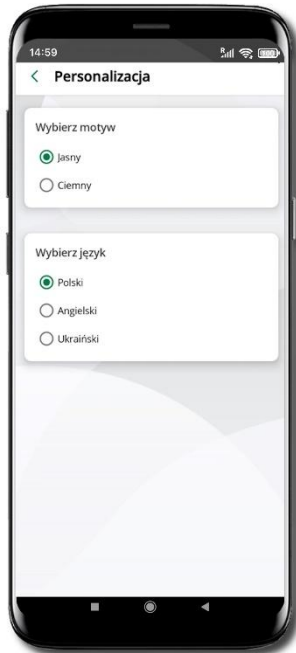 14:59
Personalizacja
Wybierz motyw
Jasny
Ciemny
Wybierz język
Polski
Angielski
Ukraiński